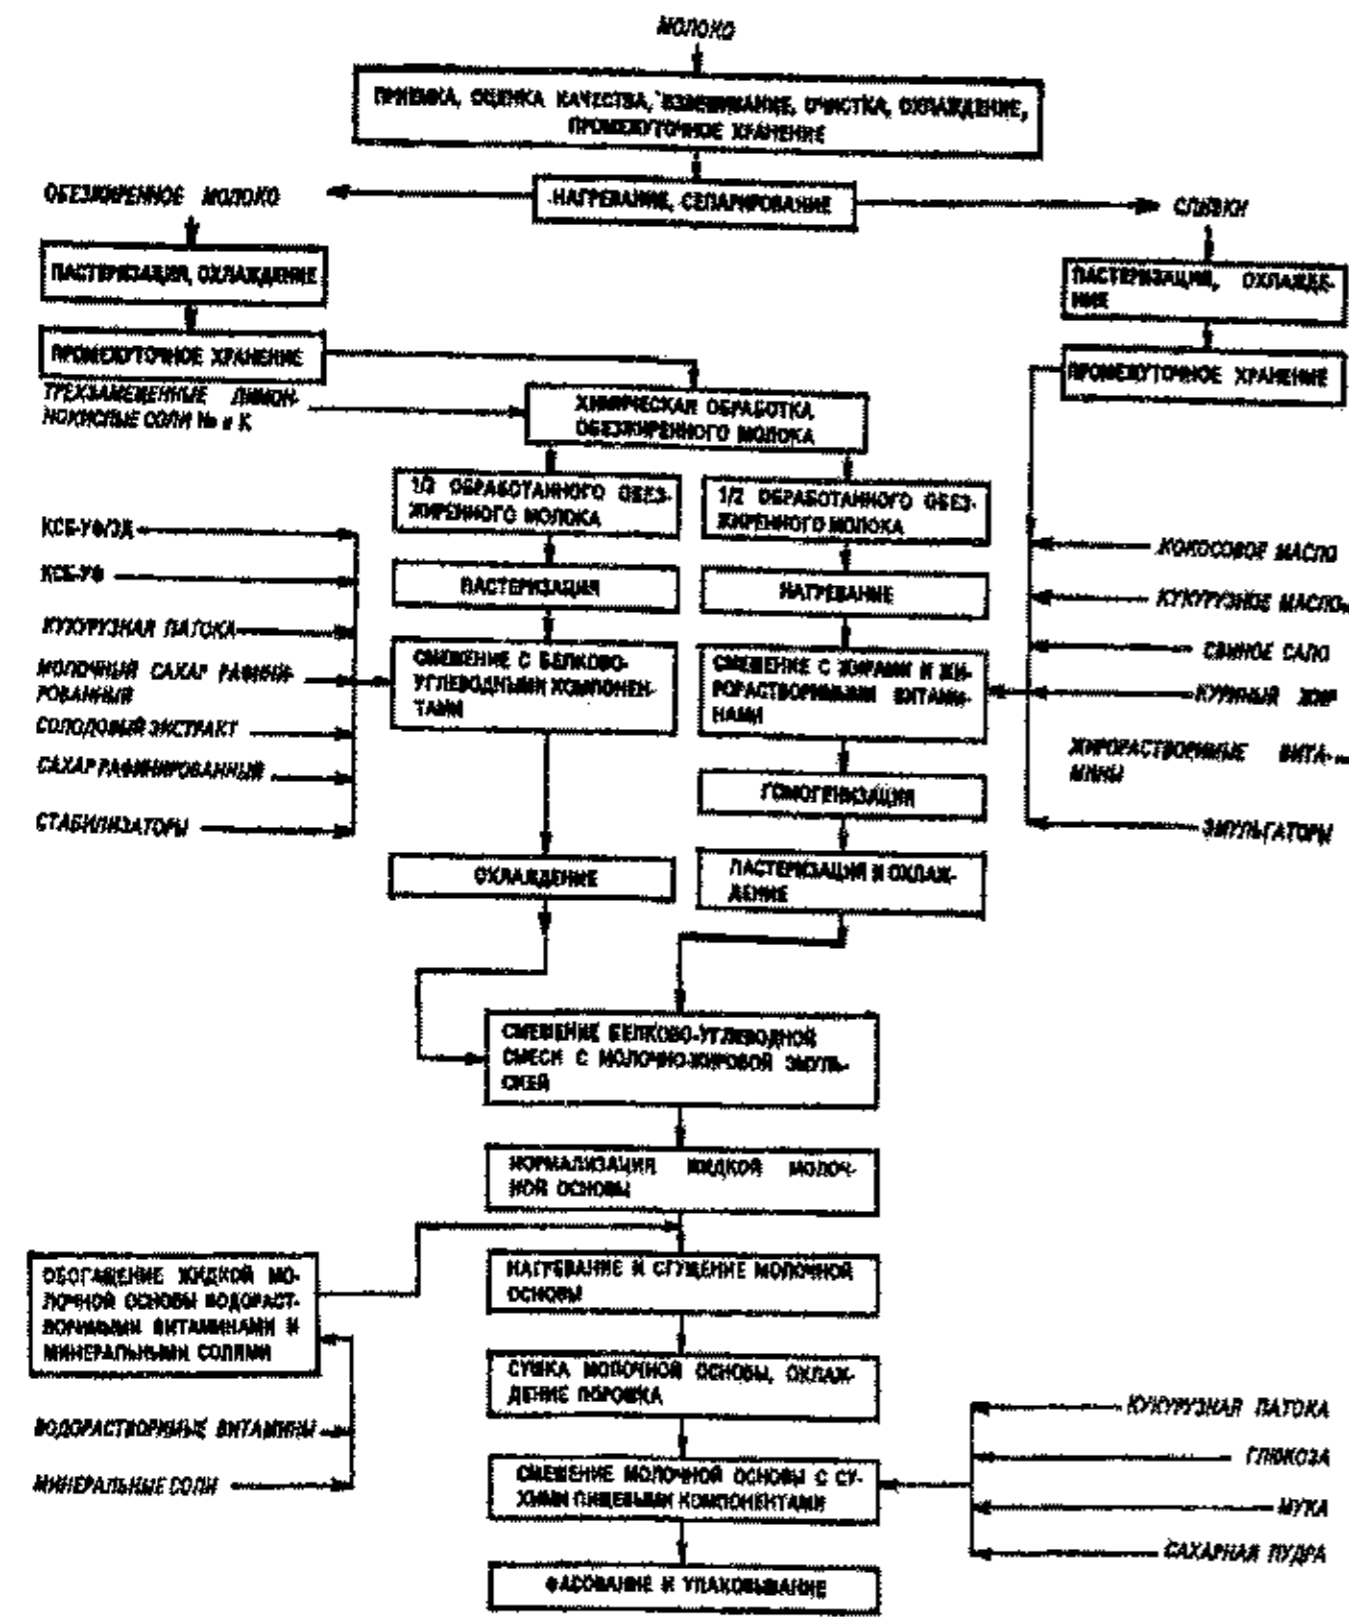 МОЛОКО
ПРИЕМКА, ОЦЕНКА КАЧЕСТВА, ВЗВЕШИВАНИЕ, ОЧИСТКА, ОХЛАЖДЕНИЕ,
ПРОМЕЖУТОЧНОЕ ХРАНЕНИЕ
ОБЕЗЖИРЕННОЕ МОЛОКО
НАГРЕВАНИЕ, СЕПАРИРОВАНИЕ
СЛИВКИ
ПАСТЕРИЗАЦИЯ, ОХЛАЖДЕНИЕ
ПАСТЕРИЗАЦИЯ, ОХЛАЖДЕ-
НИЕ
ПРОМЕЖУТОЧНОЕ ХРАНЕНИЕ
ПРОМЕЖУТОЧНОЕ ХРАНЕНИЕ
ТРЕХЗАМЕЩЕННЫЕ ЛИМОН-
НОКИСЛЫЕ СОЛИ Na и К
ХИМИЧЕСКАЯ ОБРАБОТКА
ОБЕЗЖИРЕННОГО МОЛОКА
1/2 ОБРАБОТАННОГО ОБЕЗ-
ЖИРЕННОГО МОЛОКА
1/2 ОБРАБОТАННОГО ОБЕЗ-
ЖИРЕННОГО МОЛОКА
КСБ-УФ/ЭД
КСБ-УФ
КУКУРУЗНАЯ ПАТОКА
МОЛОЧНЫЙ САХАР РАФИНИ-
РОВАННЫЙ
СОЛОДОВЫЙ ЭКСТРАКТ
САХАР РАФИНИРОВАННЫЙ
СТАБИЛИЗАТОРЫ
ПАСТЕРИЗАЦИЯ
НАГРЕВАНИЕ
СМЕШЕНИЕ С БЕЛКОВО-
УГЛЕВОДНЫМИ КОМПОНЕН-
ТАМИ
СМЕШЕНИЕ С ЖИРАМИ И ЖИ-
РОРАСТВОРИМЫМИ ВИТАМИ-
НАМИ
КОКОСОВОЕ МАСЛО
КУКУРУЗНОЕ МАСЛО
СВИНОЕ САЛО
КУРИНЫЙ ЖИР
ЖИРОРАСТВОРИМЫЕ ВИТА-
МИНЫ
ЭМУЛЬГАТОРЫ
ГОМОГЕНИЗАЦИЯ
ОХЛАЖДЕНИЕ
ПАСТЕРИЗАЦИЯ И ОХЛАЖ-
ДЕНИЕ
СМЕШЕНИЕ БЕЛКОВО-УГЛЕВОДНОЙ
СМЕСИ С МОЛОЧНО-ЖИРОВОЙ ЭМУЛЬ-
СИЕЙ
НОРМАЛИЗАЦИЯ ЖИДКОЙ МОЛОЧ-
НОЙ ОСНОВЫ
ОБОГАЩЕНИЕ ЖИДКОЙ МО-
ЛОЧНОЙ ОСНОВЫ ВОДОРАСТ-
ВОРИМЫМИ ВИТАМИНАМИ И
МИНЕРАЛЬНЫМИ СОЛЯМИ
НАГРЕВАНИЕ И СГУЩЕНИЕ МОЛОЧНОЙ
ОСНОВЫ
СУШКА МОЛОЧНОЙ ОСНОВЫ, ОХЛАЖ-
ДЕНИЕ ПОРОШКА
ВОДОРАСТВОРИМЫЕ ВИТАМИНЫ
МИНЕРАЛЬНЫЕ СОЛИ
СМЕШЕНИЕ МОЛОЧНОЙ ОСНОВЫ С СУ-
ХИМИ ПИЩЕВЫМИ КОМПОНЕНТАМИ
КУКУРУЗНАЯ ПАТОКА
ГЛЮКОЗА
МУКА
САХАРНАЯ ПУДРА
ФАСОВАНИЕ И УПАКОВЫВАНИЕ